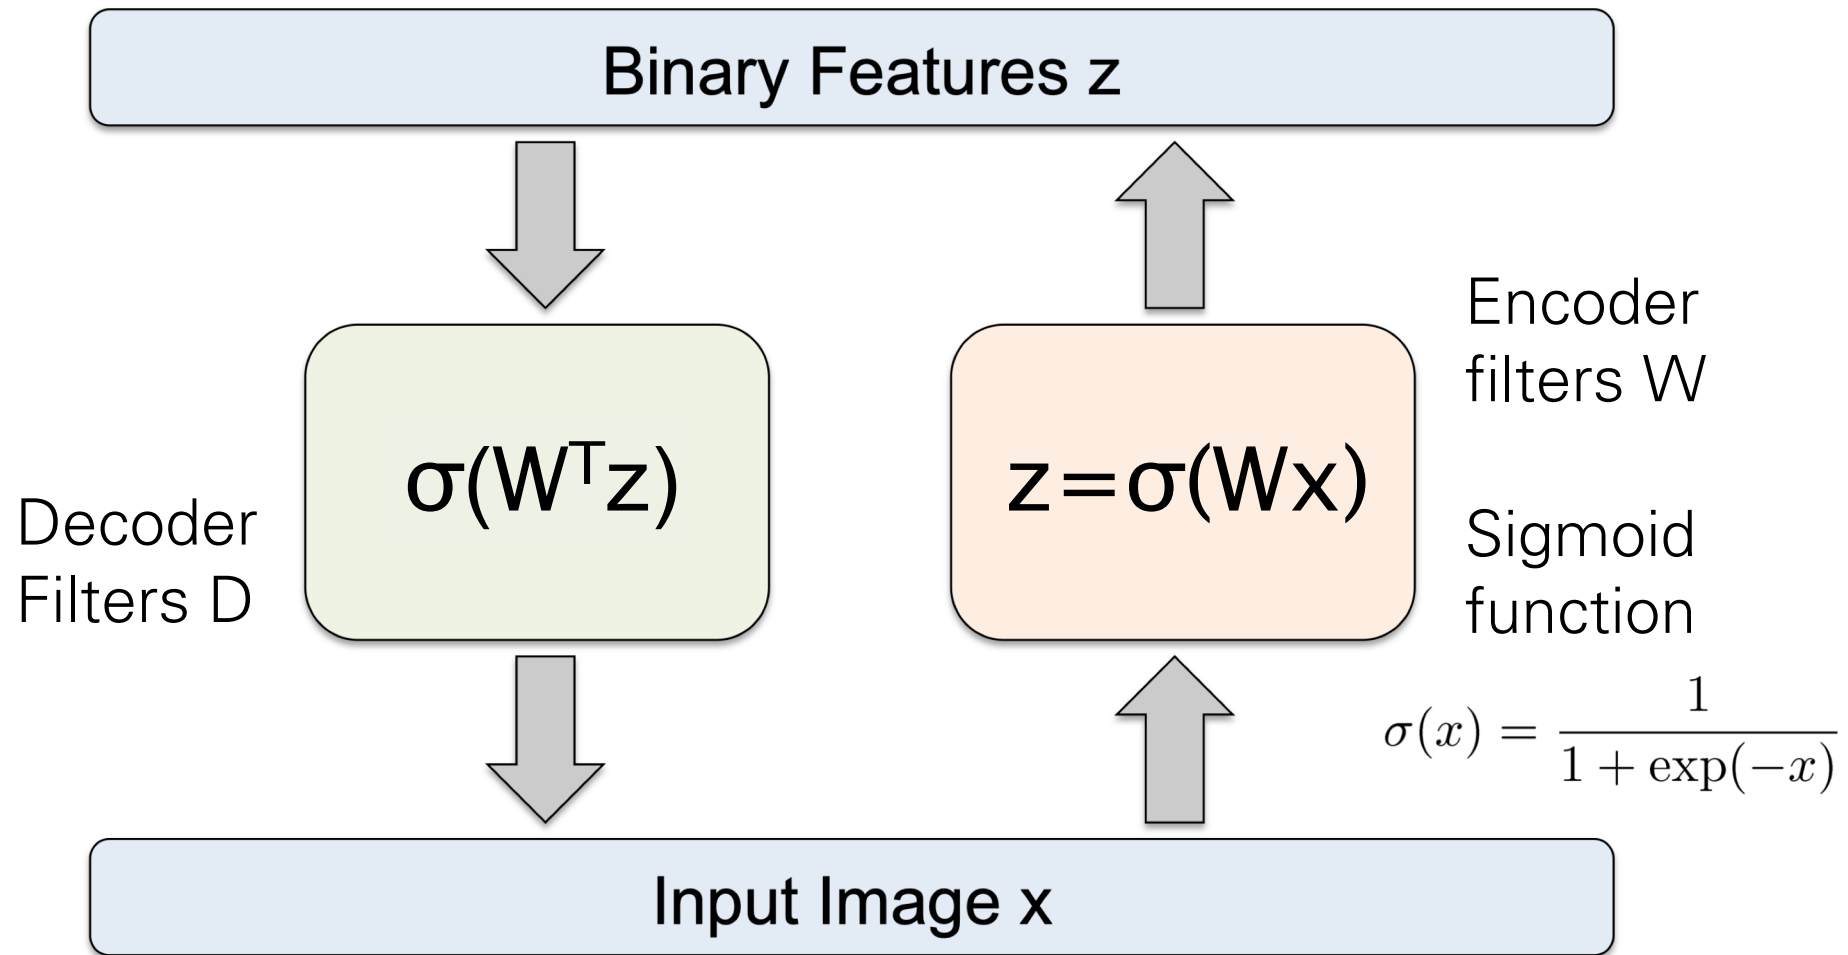 Binary Features z
Encoder
filters W
σ(Wᵀz)
z=σ(Wx)
Decoder
Filters D
Sigmoid
function
σ(x) = 1 / (1 + exp(−x))
Input Image x